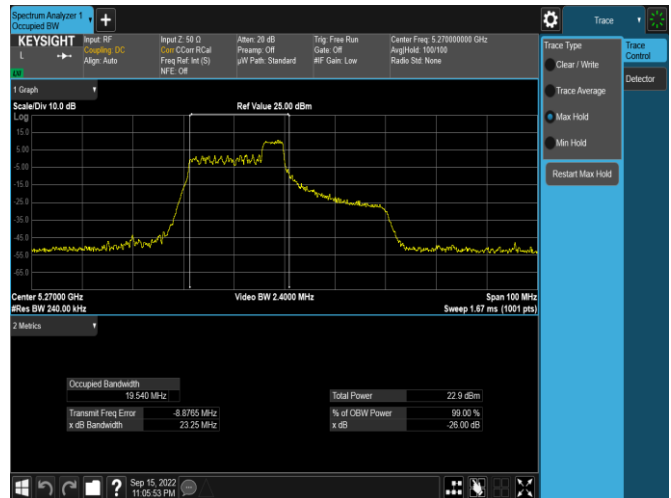 Spectrum Analyzer 1
Occupied BW
Trace
KEYSIGHT
L
LV
Input: RF
Coupling: DC
Align: Auto
Input Z: 50 Ω
Corr CCorr RCal
Freq Ref: Int (S)
NFE: Off
Atten: 20 dB
Preamp: Off
µW Path: Standard
Trig: Free Run
Gate: Off
#IF Gain: Low
Center Freq: 5.270000000 GHz
Avg|Hold: 100/100
Radio Std: None
Trace Type
Clear / Write
Trace Average
Max Hold
Min Hold
Restart Max Hold
Trace
Control
Detector
1 Graph
Scale/Div 10.0 dB
Ref Value 25.00 dBm
Log
15.0
5.00
-5.00
-15.0
-25.0
-35.0
-45.0
-55.0
-65.0
Center 5.27000 GHz
Video BW 2.4000 MHz
Span 100 MHz
#Res BW 240.00 kHz
Sweep 1.67 ms (1001 pts)
2 Metrics
Occupied Bandwidth
19.540 MHz
Transmit Freq Error -8.8765 MHz
x dB Bandwidth 23.25 MHz
Total Power 22.9 dBm
% of OBW Power 99.00 %
x dB -26.00 dB
?
Sep 15, 2022
11:05:53 PM